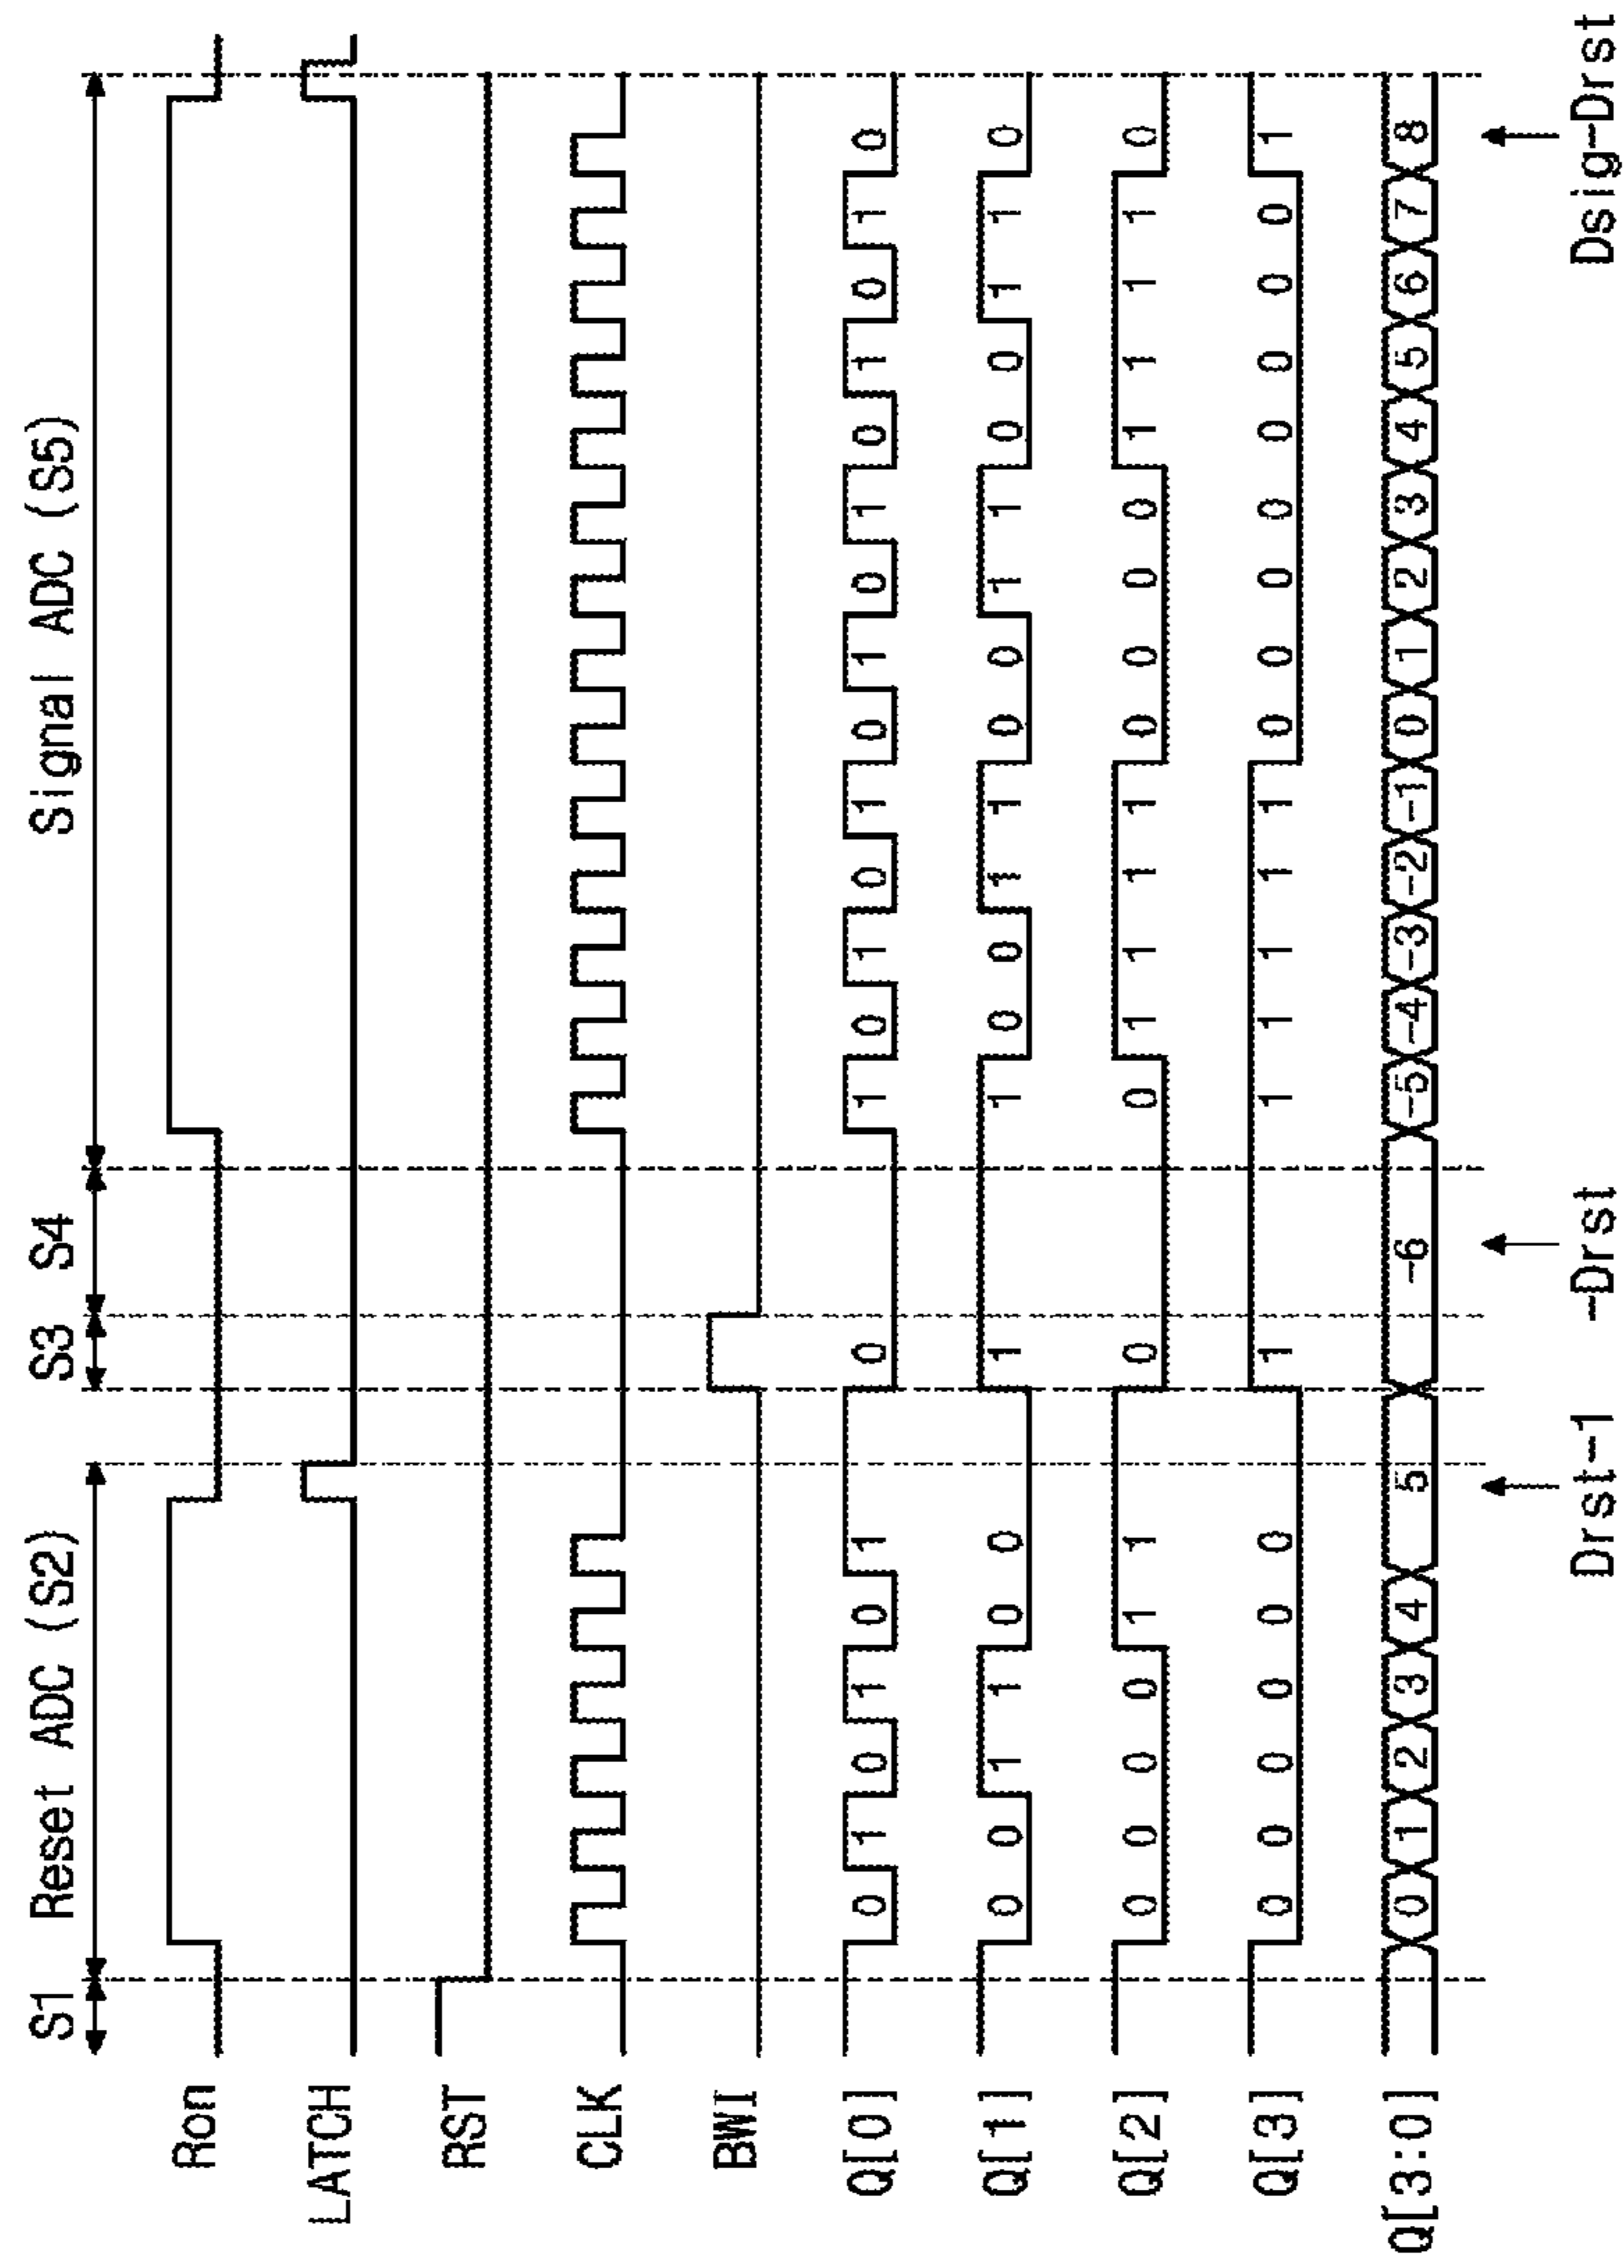 S1 Reset ADC (S2) S3 S4 Signal ADC (S5)
Ron
LATCH
RST
CLK
BWI
Q[0] 0 1 0 1 0 1 0 1 0 1 0 1 0 1 0 1 0 1 0 1 0
Q[1] 0 0 1 1 0 0 1 1 0 0 1 1 0 0 1 1 0 0 1 1 0
Q[2] 0 0 0 0 1 1 0 0 1 1 1 1 0 0 0 0 1 1 1 1 0
Q[3] 0 0 0 0 0 0 1 1 1 1 1 1 0 0 0 0 0 0 0 0 1
Q[3:0] 0 1 2 3 4 5 -6 -5 -4 -3 -2 -1 0 1 2 3 4 5 6 7 8
Drst-1 -Drst Dsig-Drst